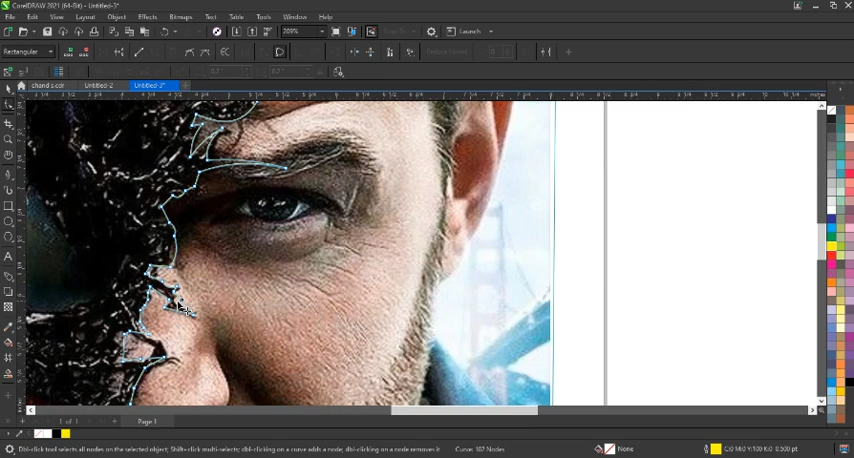 CorelDRAW 2021 (64-Bit) - Untitled-3*
File Edit View Layout Object Effects Bitmaps Text Table Tools Window Help
209% Launch
Rectangular
chand s.cdr Untitled-2 Untitled-3*
1 of 1 Page 1
Dbl-click tool selects all nodes on the selected object; Shift+click multi-selects; dbl-clicking on a curve adds a node; dbl-clicking on a node removes it Curve: 107 Nodes None C:0 M:0 Y:100 K:0 0.500 pt